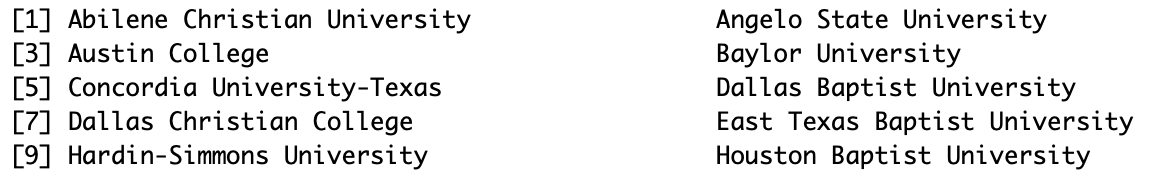 [1] Abilene Christian University Angelo State University
[3] Austin College Baylor University
[5] Concordia University-Texas Dallas Baptist University
[7] Dallas Christian College East Texas Baptist University
[9] Hardin-Simmons University Houston Baptist University